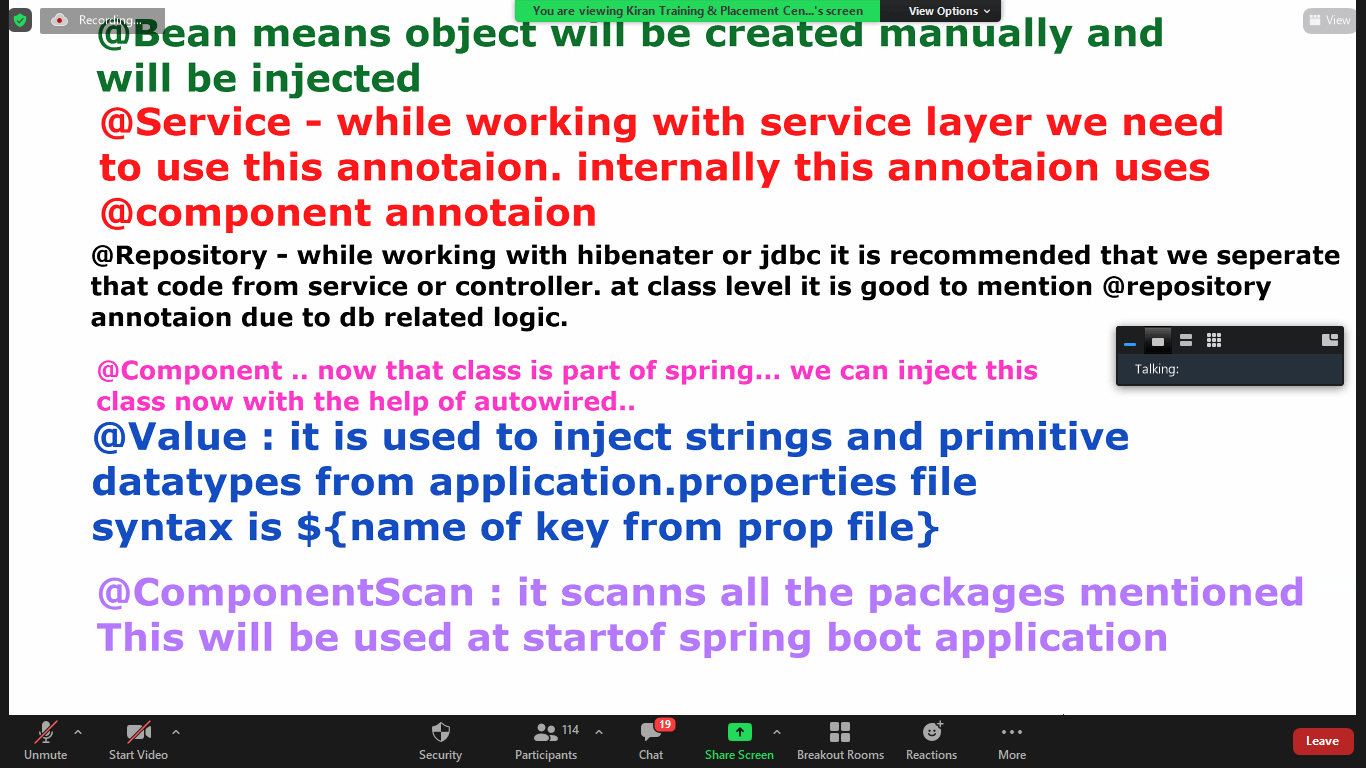 Recording...
You are viewing Kiran Training & Placement Cen...'s screen
View Options
View
@Bean means object will be created manually and
will be injected
@Service - while working with service layer we need
to use this annotaion. internally this annotaion uses
@component annotaion
@Repository - while working with hibenater or jdbc it is recommended that we seperate
that code from service or controller. at class level it is good to mention @repository
annotaion due to db related logic.
@Component .. now that class is part of spring... we can inject this
class now with the help of autowired..
Talking:
@Value : it is used to inject strings and primitive
datatypes from application.properties file
syntax is ${name of key from prop file}
@ComponentScan : it scanns all the packages mentioned
This will be used at startof spring boot application
Unmute
Start Video
Security
Participants
114
Chat
19
Share Screen
Breakout Rooms
Reactions
More
Leave